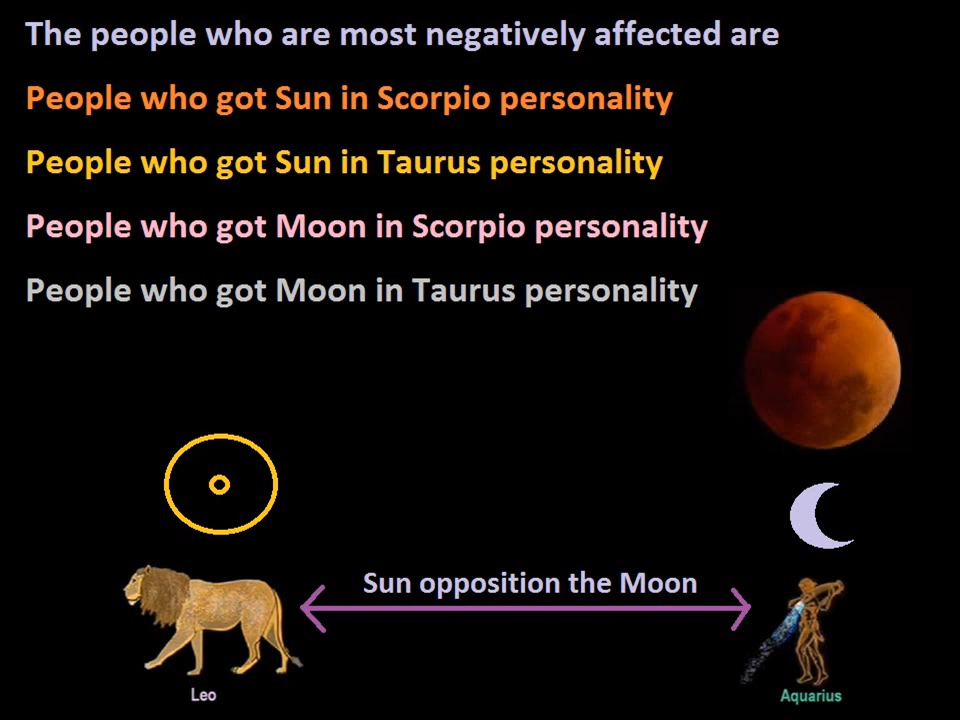 The people who are most negatively affected are
People who got Sun in Scorpio personality
People who got Sun in Taurus personality
People who got Moon in Scorpio personality
People who got Moon in Taurus personality
Sun opposition the Moon
Leo
Aquarius